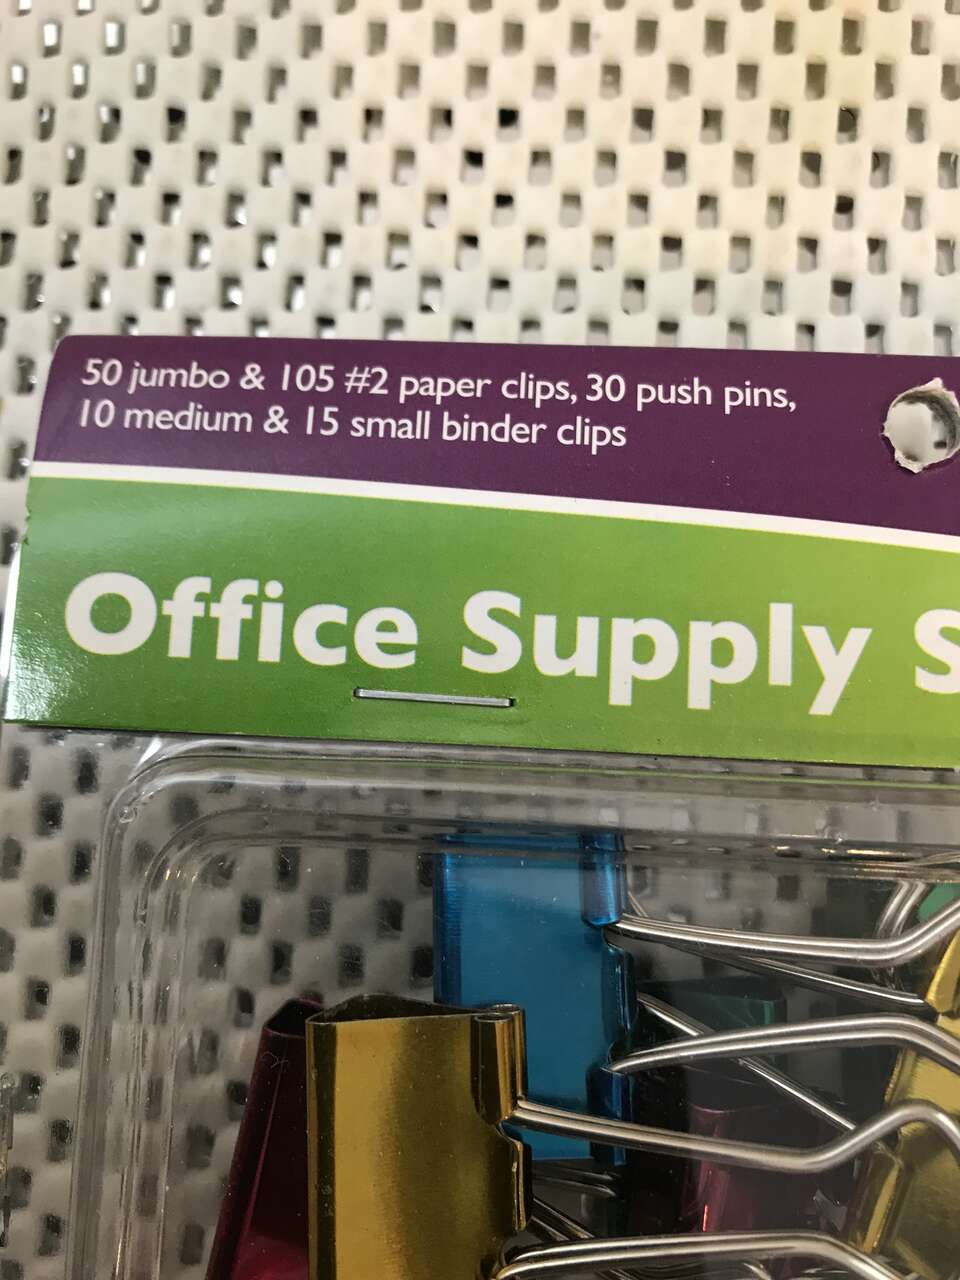 50 jumbo & 105 #2 paper clips, 30 push pins,
10 medium & 15 small binder clips
Office Supply S